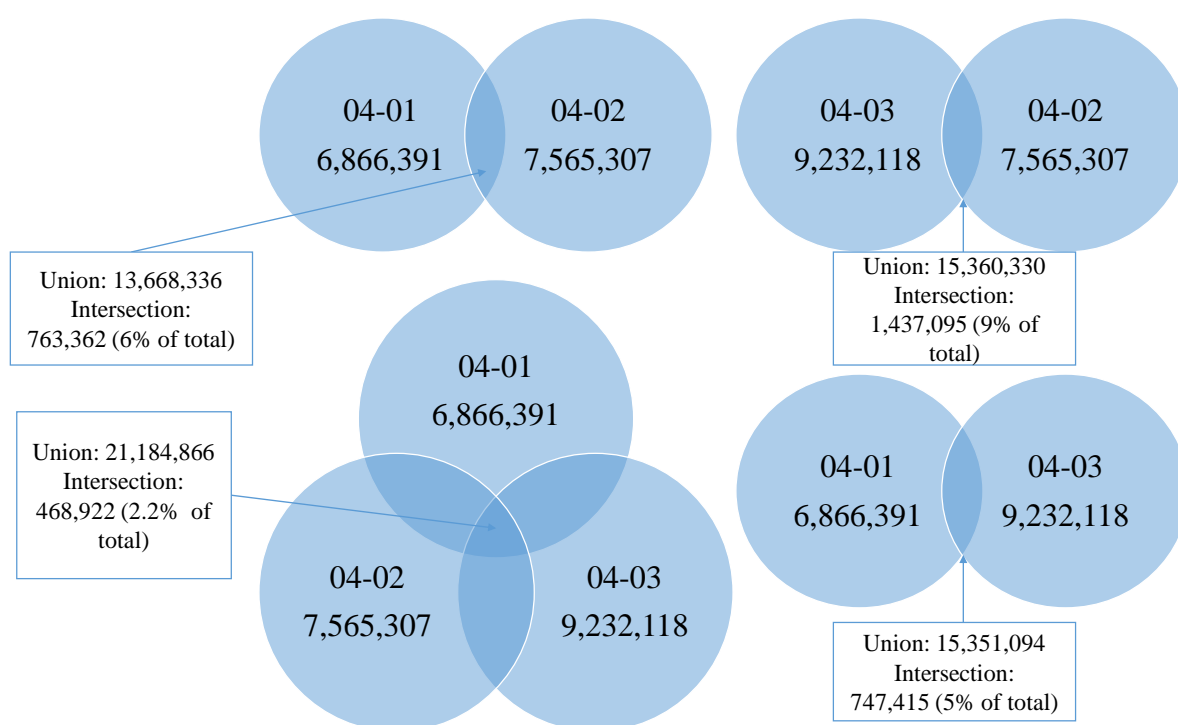 04-01
6,866,391
04-02
7,565,307
04-03
9,232,118
04-02
7,565,307
Union: 13,668,336
Intersection:
763,362 (6% of total)
Union: 15,360,330
Intersection:
1,437,095 (9% of
total)
04-01
6,866,391
Union: 21,184,866
Intersection:
468,922 (2.2% of
total)
04-02
7,565,307
04-03
9,232,118
04-01
6,866,391
04-03
9,232,118
Union: 15,351,094
Intersection:
747,415 (5% of total)